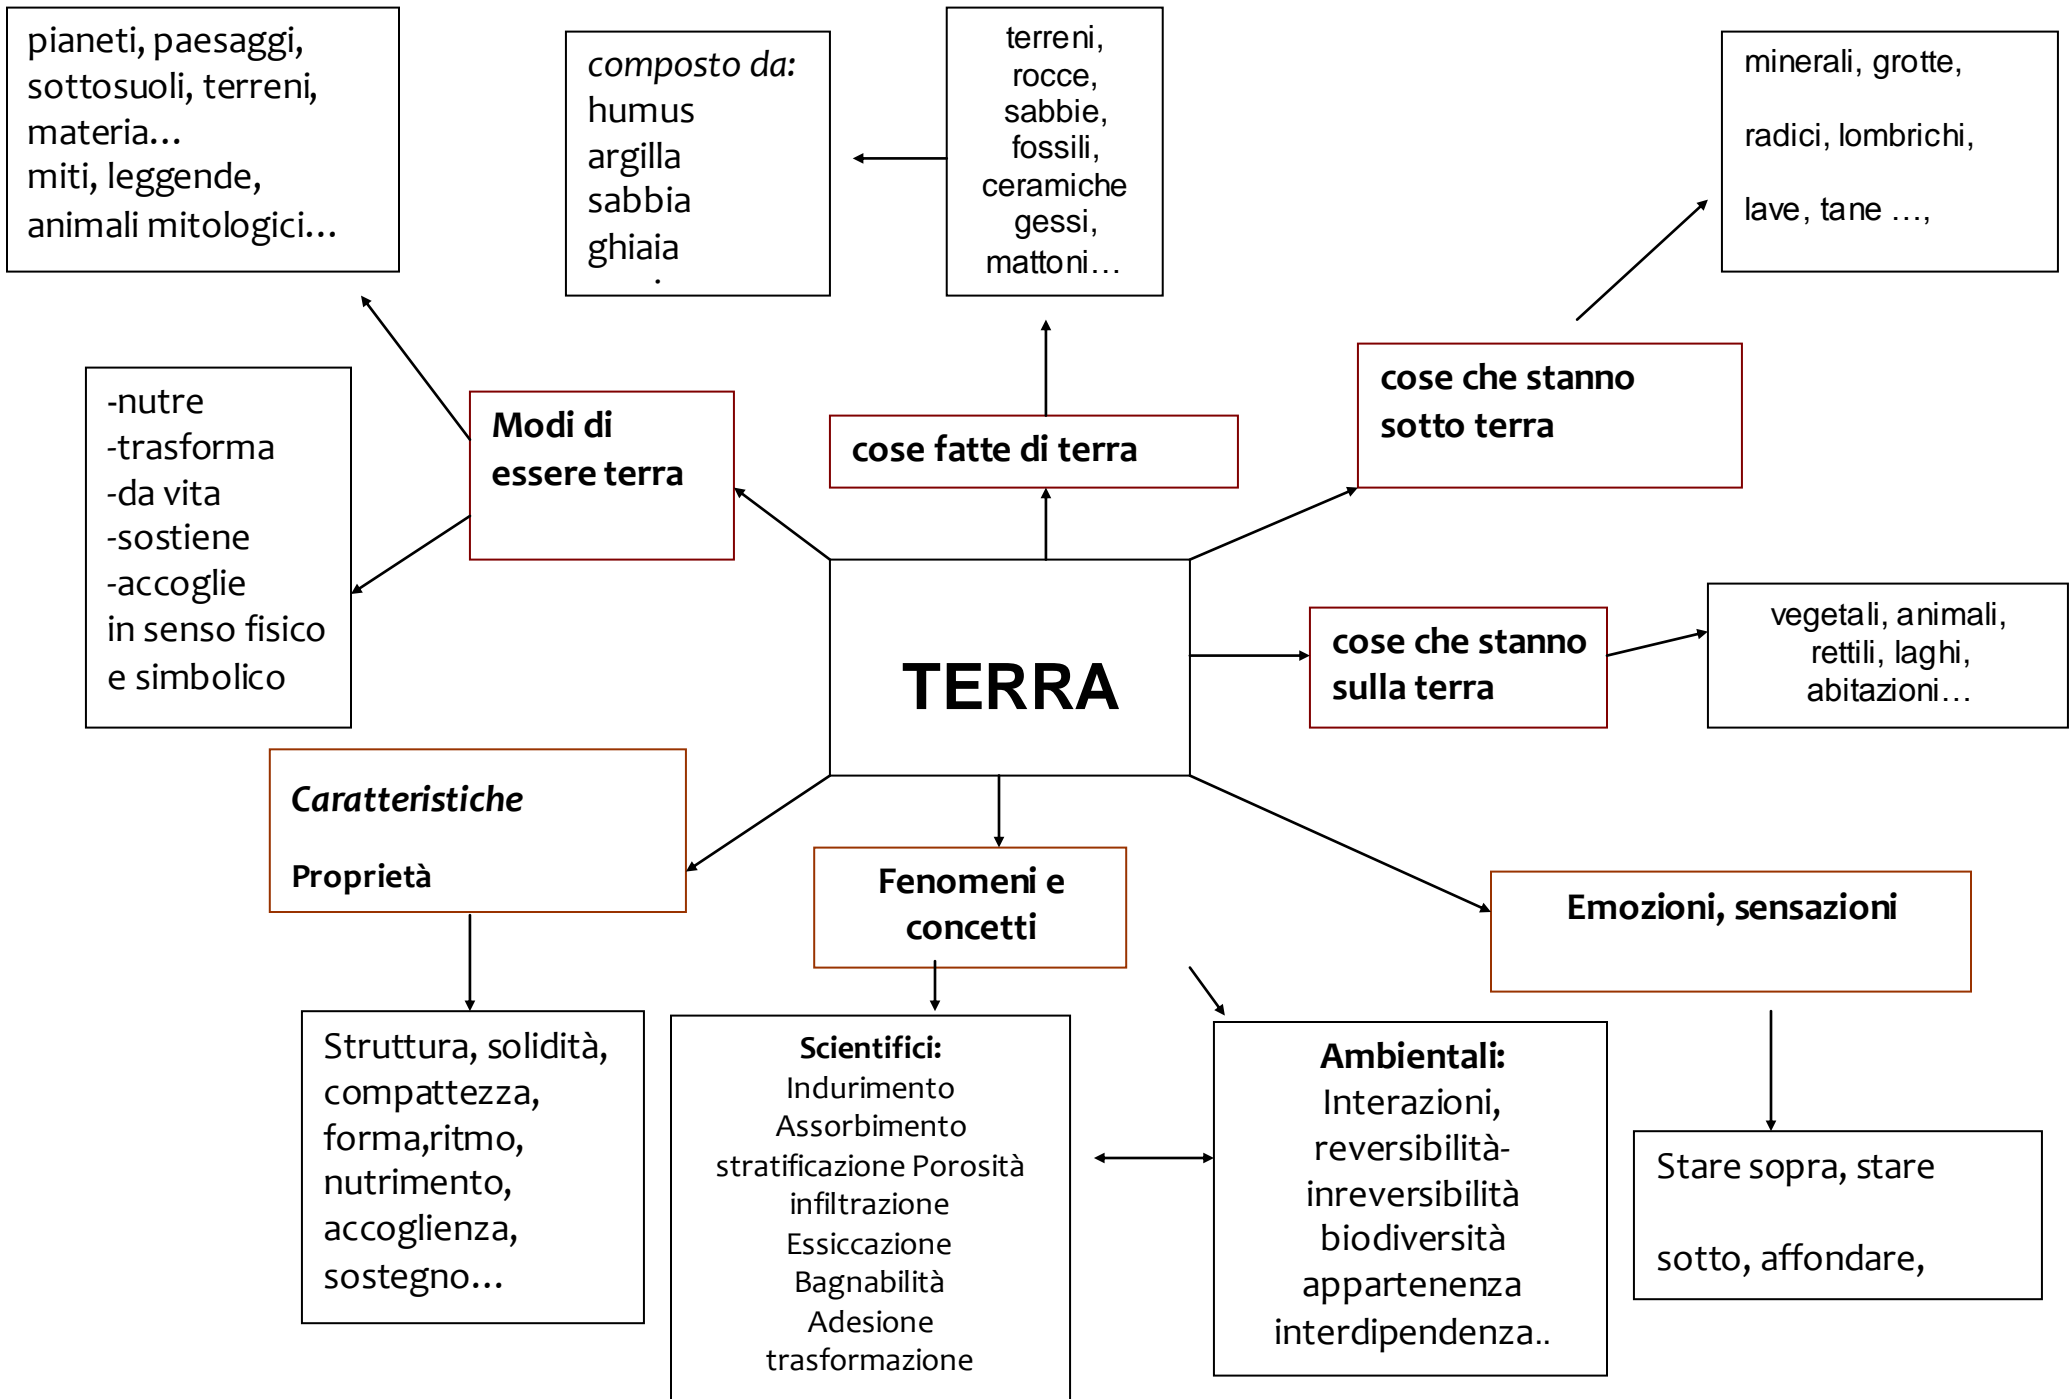 pianeti, paesaggi,
sottosuoli, terreni,
materia...
miti, leggende,
animali mitologici...
composto da:
humus
argilla
sabbia
ghiaia
.
terreni,
rocce,
sabbie,
fossili,
ceramiche
gessi,
mattoni...
minerali, grotte,
radici, lombrichi,
lave, tane ...,
-nutre
-trasforma
-da vita
-sostiene
-accoglie
in senso fisico
e simbolico
Modi di
essere terra
cose fatte di terra
cose che stanno
sotto terra
TERRA
cose che stanno
sulla terra
vegetali, animali,
rettili, laghi,
abitazioni...
Caratteristiche
Proprietà
Fenomeni e
concetti
Emozioni, sensazioni
Struttura, solidità,
compattezza,
forma,ritmo,
nutrimento,
accoglienza,
sostegno...
Scientifici:
Indurimento
Assorbimento
stratificazione Porosità
infiltrazione
Essiccazione
Bagnabilità
Adesione
trasformazione
Ambientali:
Interazioni,
reversibilità-
inreversibilità
biodiversità
appartenenza
interdipendenza..
Stare sopra, stare
sotto, affondare,